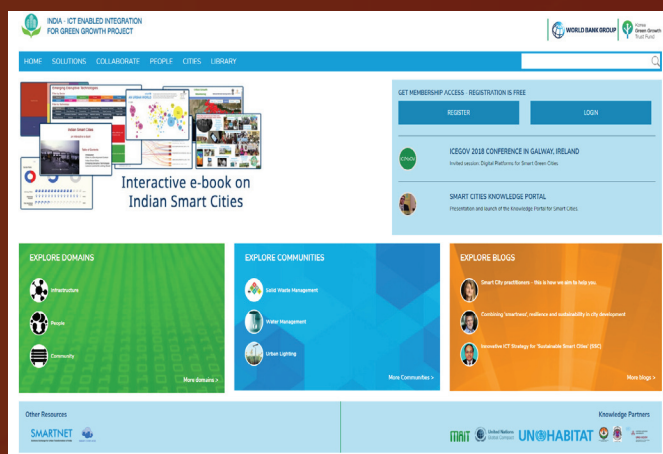 INDIA - ICT ENABLED INTEGRATION
FOR GREEN GROWTH PROJECT
WORLD BANK GROUP
Korea
Green Growth
Trust Fund
HOME SOLUTIONS COLLABORATE PEOPLE CITIES LIBRARY
Emerging Disruptive Technologies
Indian Smart Cities
Interactive e-book on
Indian Smart Cities
GET MEMBERSHIP ACCESS - REGISTRATION IS FREE
REGISTER LOGIN
ICEGOV
ICEGOV 2018 CONFERENCE IN GALWAY, IRELAND
Invited session: Digital Platforms for Smart Green Cities
SMART CITIES KNOWLEDGE PORTAL
Presentation and launch of the Knowledge Portal for Smart Cities
EXPLORE DOMAINS
Infrastructure
People
Community
More domains >
EXPLORE COMMUNITIES
Solid Waste Management
Water Management
Urban Lighting
More Communities >
EXPLORE BLOGS
Smart City practitioners - this is how we aim to help you.
Combining 'smartness', resilience and sustainability in city development
Innovative ICT Strategy for 'Sustainable Smart Cities' (SSC)
More blogs >
Other Resources
SMARTNET
Knowledge Partners
MAIT
United Nations
Global Compact
UN HABITAT